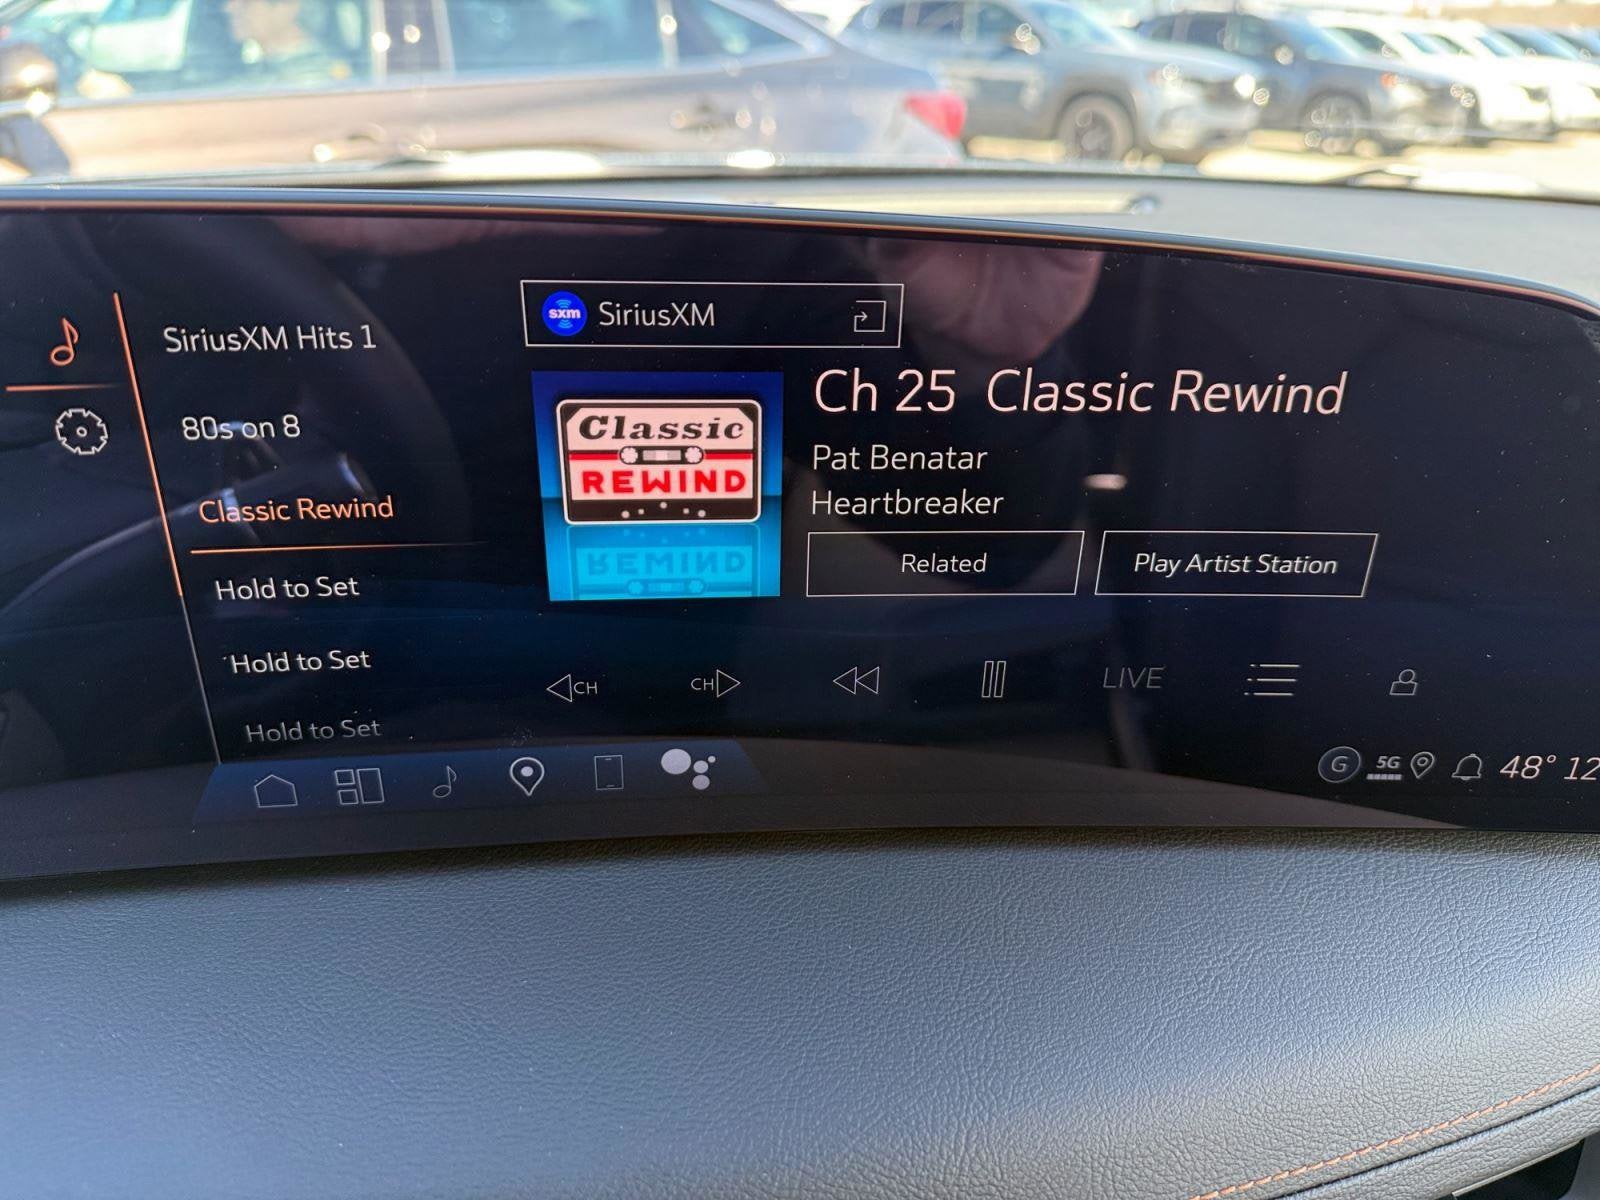 SiriusXM Hits 1
80s on 8
Classic Rewind
Hold to Set
Hold to Set
Hold to Set
sxm SiriusXM
Classic
REWIND
REWIND
Ch 25 Classic Rewind
Pat Benatar
Heartbreaker
Related
Play Artist Station
CH
CH
LIVE
G 5G 48° 12